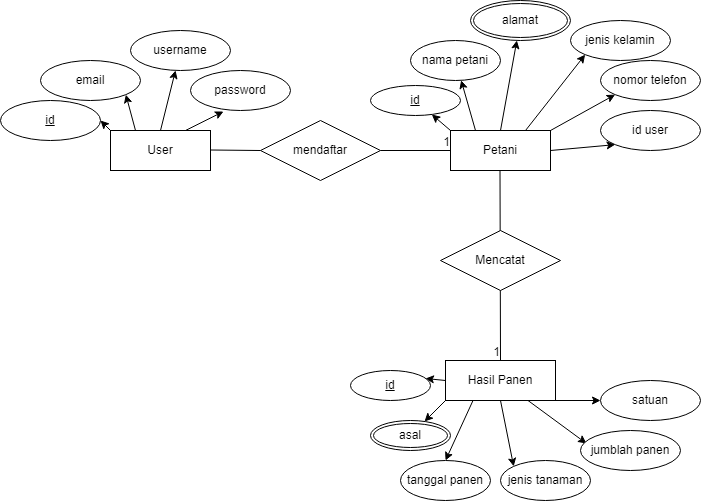 alamat
username
jenis kelamin
nama petani
email
nomor telefon
password
id
id
id user
User
mendaftar
1
Petani
Mencatat
1
id
Hasil Panen
satuan
asal
jumblah panen
tanggal panen
jenis tanaman